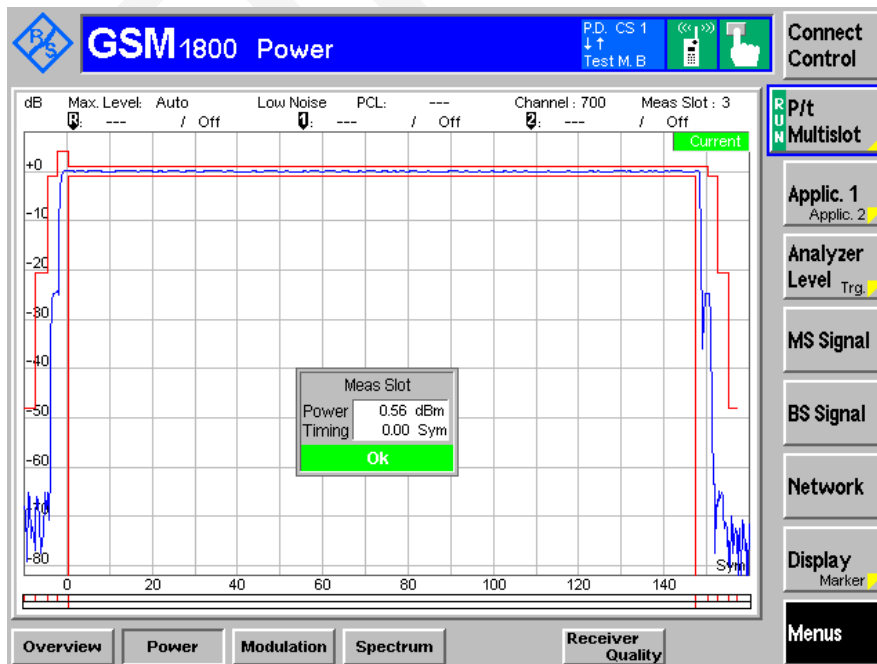 R&S
GSM 1800 Power
P.D. CS 1
↓↑
Test M. B
Connect
Control
dB Max. Level: Auto Low Noise PCL: --- Channel : 700 Meas Slot : 3
R: --- / Off 1: --- / Off 2: --- / Off
Current
RUN
P/t
Multislot
Applic. 1
Applic. 2
Analyzer
Level Trg.
MS Signal
BS Signal
Network
Display
Marker
Menus
+0
-10
-20
-30
-40
-50
-60
-70
-80
Meas Slot
Power 0.56 dBm
Timing 0.00 Sym
Ok
Sym
0 20 40 60 80 100 120 140
Overview Power Modulation Spectrum Receiver
Quality